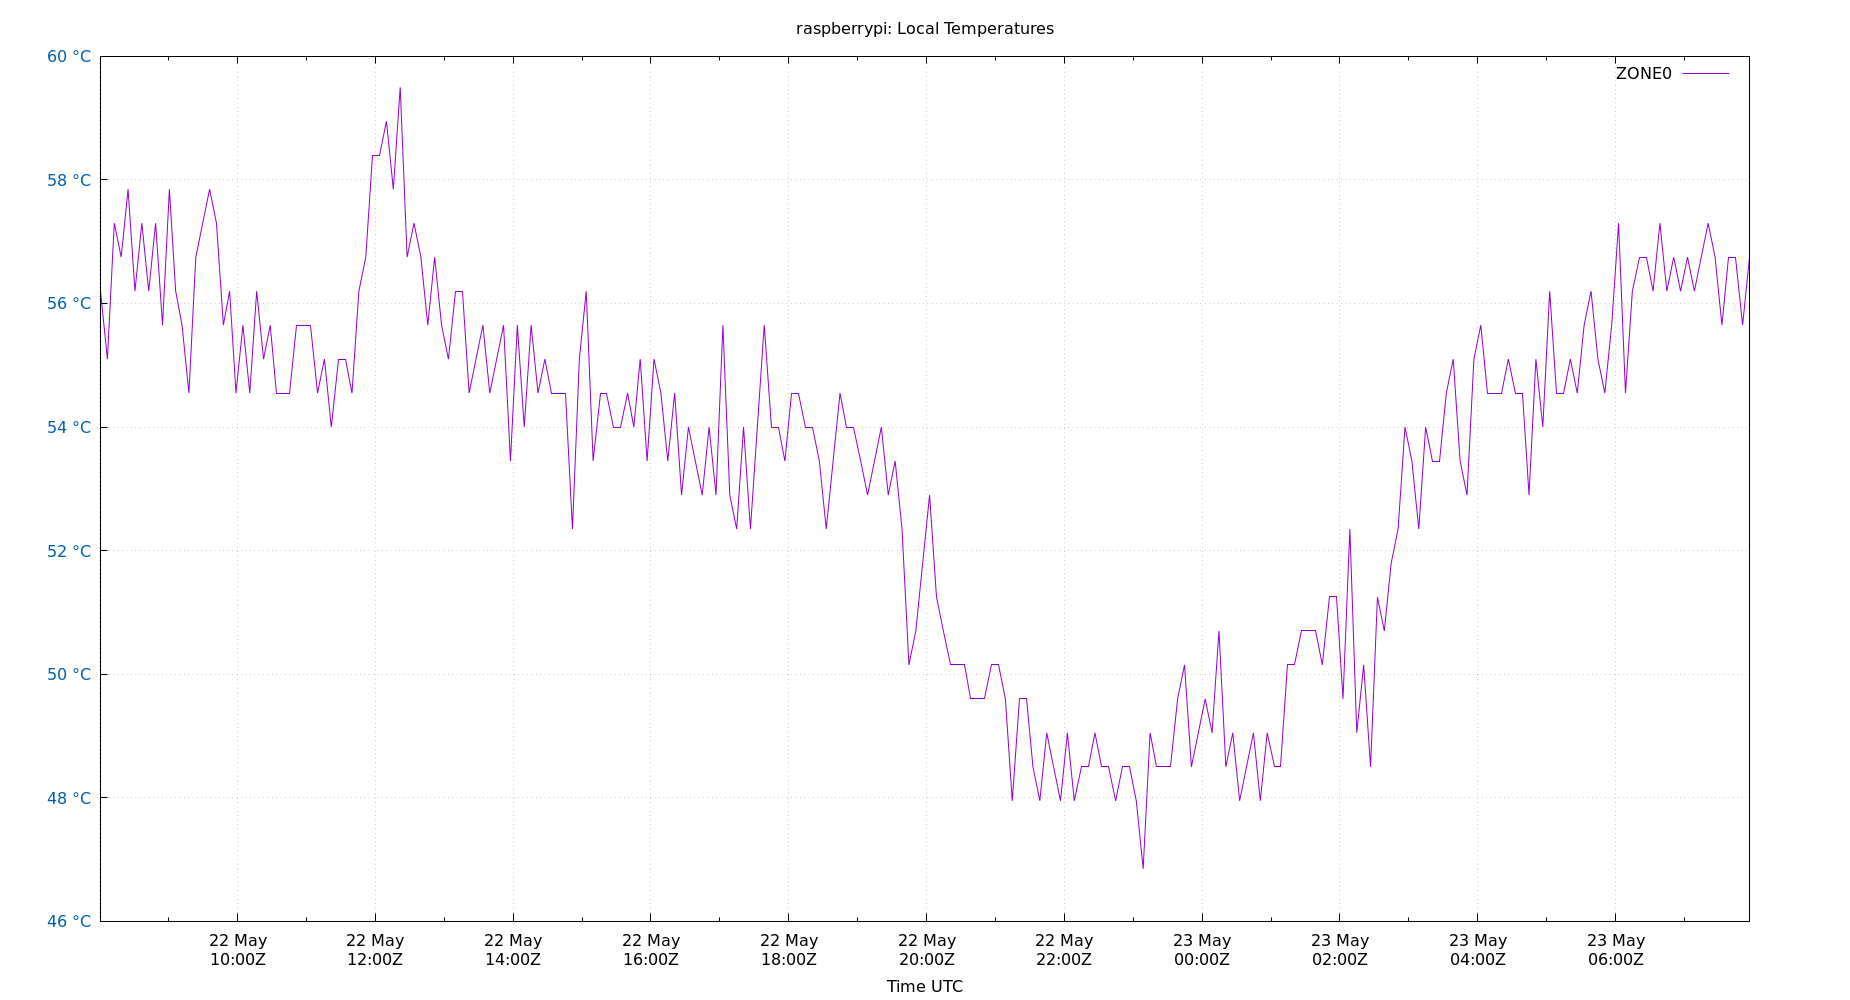 raspberrypi: Local Temperatures
ZONE0
60 °C
58 °C
56 °C
54 °C
52 °C
50 °C
48 °C
46 °C
22 May 22 May 22 May 22 May 22 May 22 May 22 May 23 May 23 May 23 May 23 May
10:00Z 12:00Z 14:00Z 16:00Z 18:00Z 20:00Z 22:00Z 00:00Z 02:00Z 04:00Z 06:00Z
Time UTC